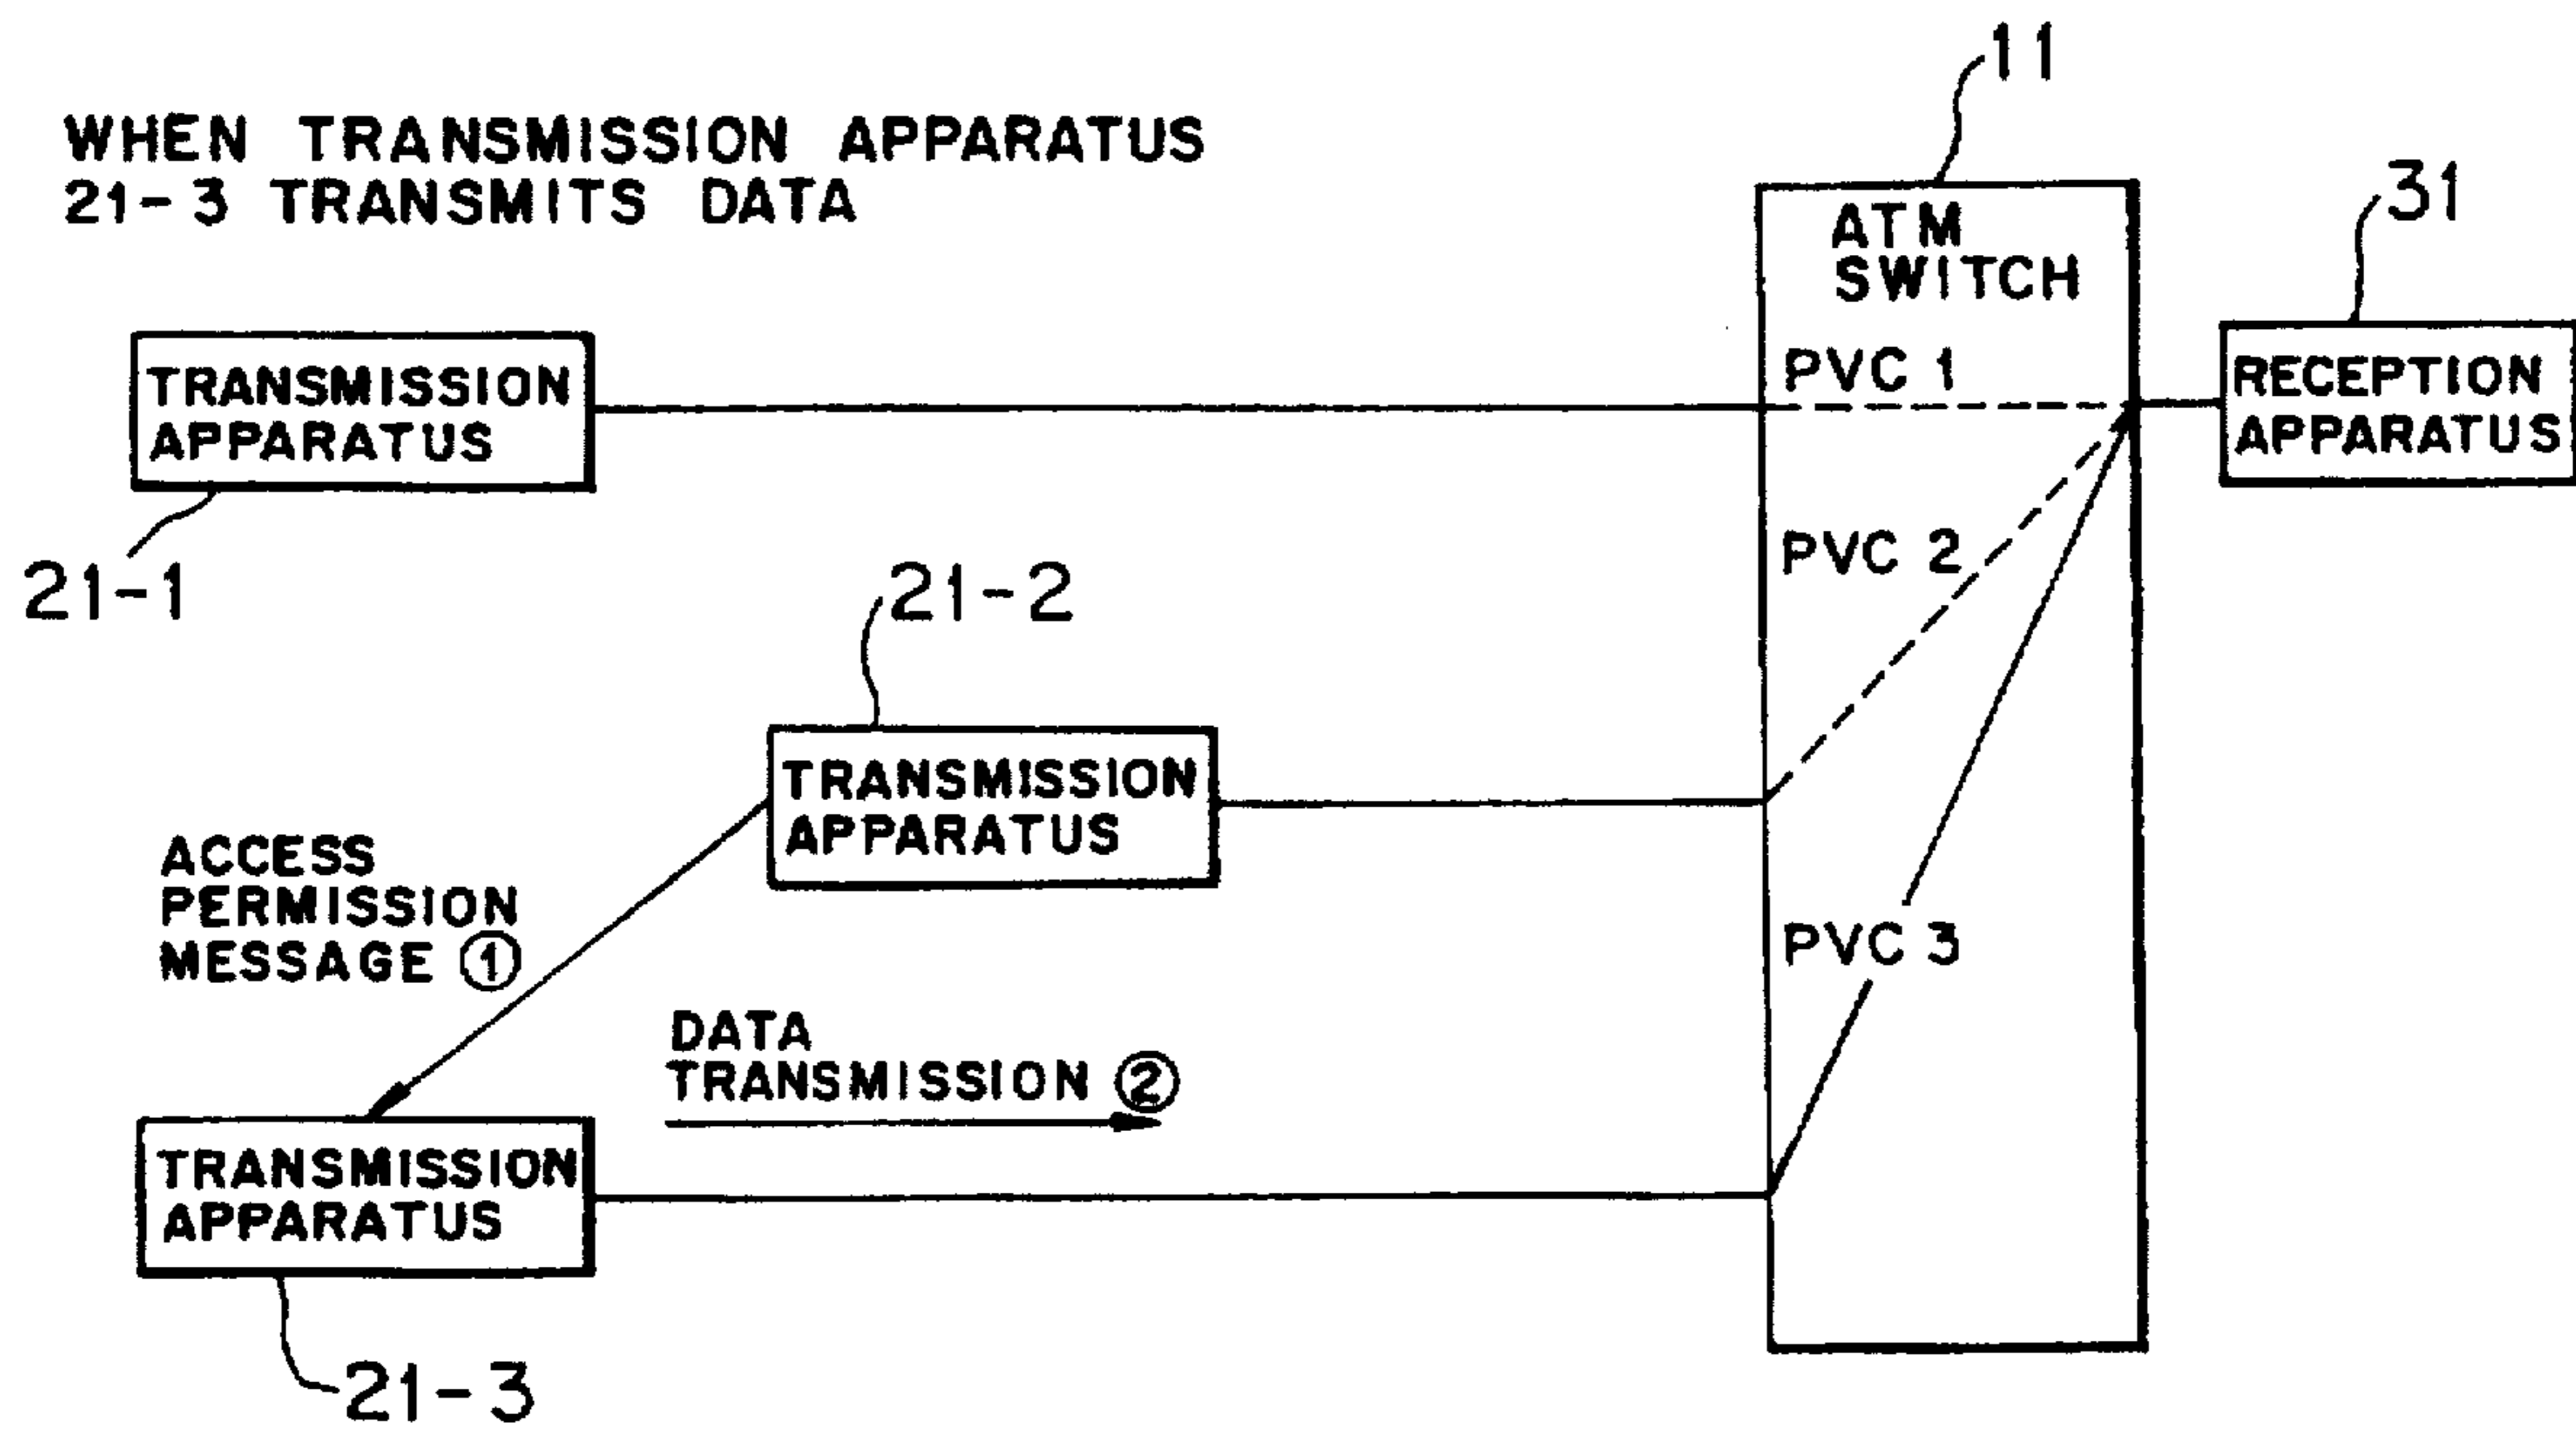 WHEN TRANSMISSION APPARATUS
21-3 TRANSMITS DATA
11
ATM
SWITCH
31
TRANSMISSION
APPARATUS
21-1
PVC 1
RECEPTION
APPARATUS
PVC 2
21-2
TRANSMISSION
APPARATUS
ACCESS
PERMISSION
MESSAGE ①
PVC 3
DATA
TRANSMISSION ②
TRANSMISSION
APPARATUS
21-3